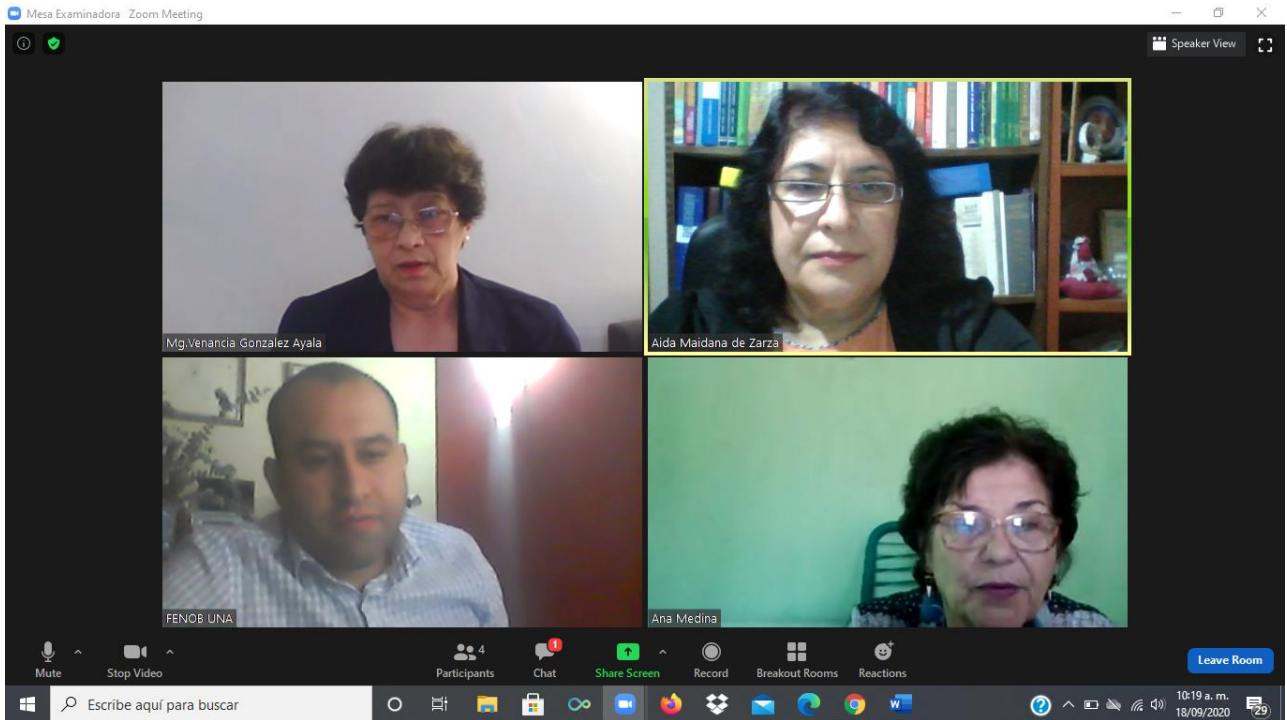 Mesa Examinadora Zoom Meeting
Speaker View
Mg.Venancia Gonzalez Ayala
Aida Maidana de Zarza
FENOB UNA
Ana Medina
4
1
Mute
Stop Video
Participants
Chat
Share Screen
Record
Breakout Rooms
Reactions
Leave Room
Escribe aquí para buscar
10:19 a. m.
18/09/2020
29